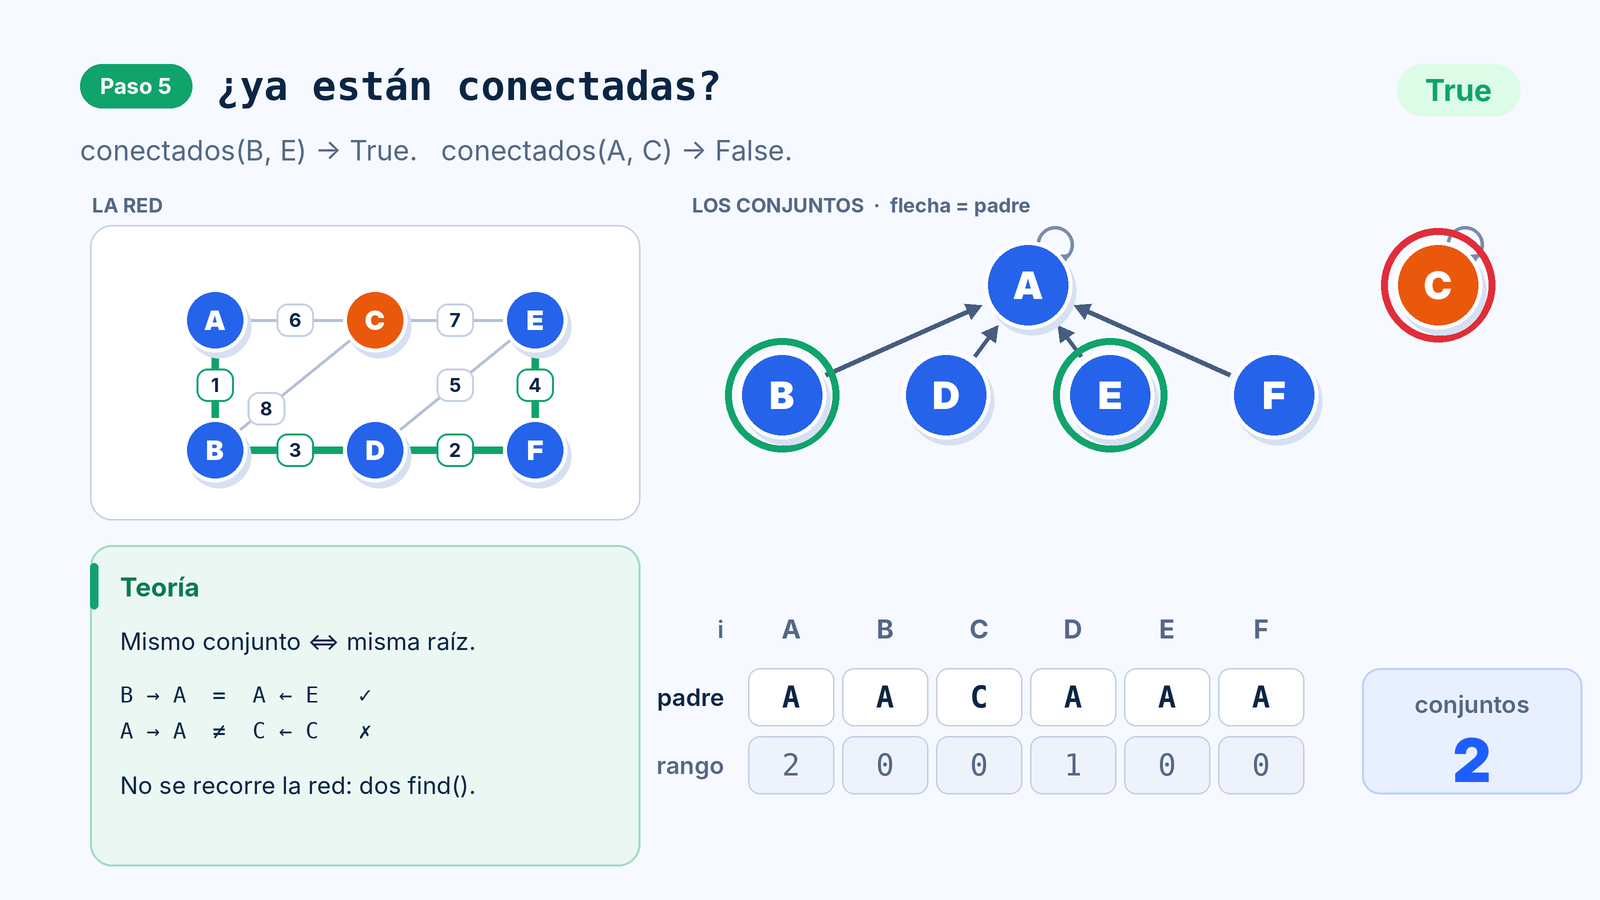 Paso 5 ¿ya están conectadas? True
conectados(B, E) → True. conectados(A, C) → False.
LA RED
LOS CONJUNTOS · flecha = padre
A 6 C 7 E
1 8 5 4
B 3 D 2 F
A C
B D E F
Teoría
Mismo conjunto ⇔ misma raíz.
B → A = A ← E ✓
A → A ≠ C ← C ✗
No se recorre la red: dos find().
i A B C D E F
padre A A C A A A
rango 2 0 0 1 0 0
conjuntos
2